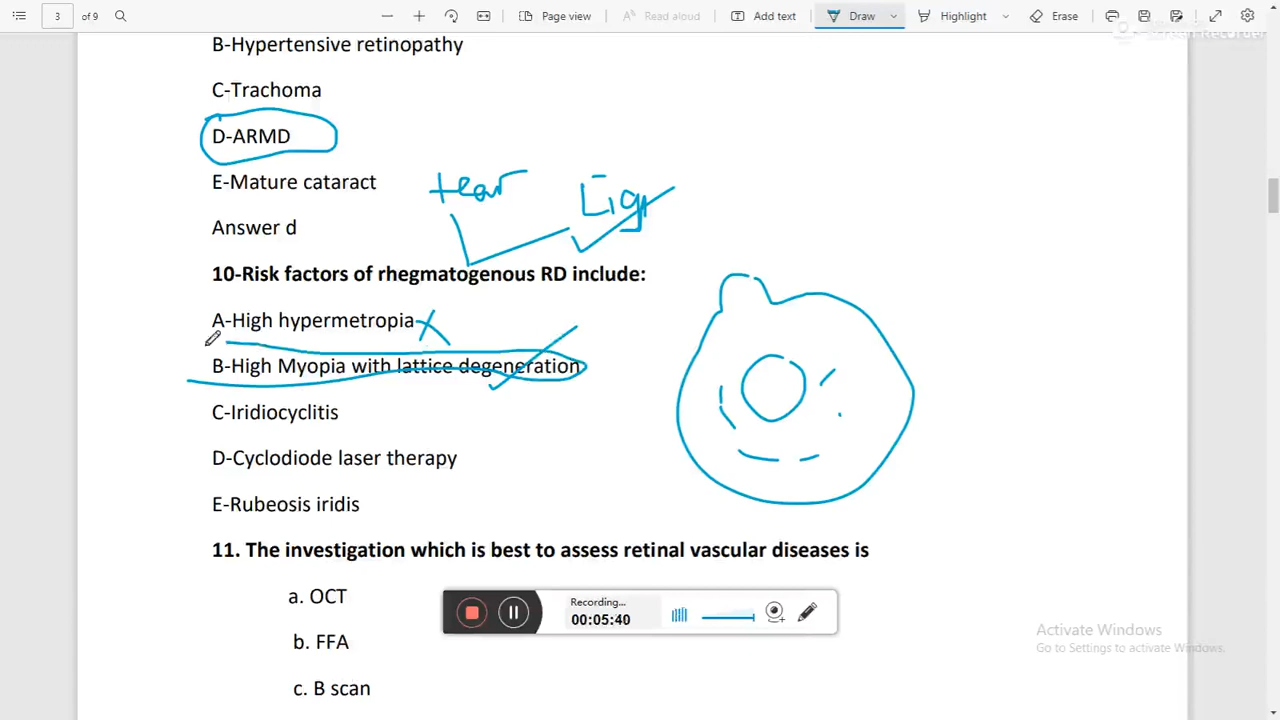 3 of 9
Page view
Read aloud
Add text
Draw
Highlight
Erase
B-Hypertensive retinopathy
C-Trachoma
D-ARMD
E-Mature cataract
tear
Answer d
10-Risk factors of rhegmatogenous RD include:
A-High hypermetropia
B-High Myopia with lattice degeneration
C-Iridiocyclitis
D-Cyclodiode laser therapy
E-Rubeosis iridis
11. The investigation which is best to assess retinal vascular diseases is
a. OCT
Recording...
00:05:40
b. FFA
c. B scan
Activate Windows
Go to Settings to activate Windows.